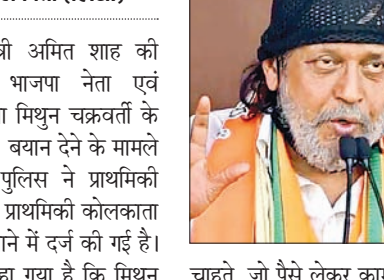 श्री अमित शाह की
भाजपा नेता एवं
मिथुन चक्रवर्ती के
बयान देने के मामले
पुलिस ने प्राथमिकी
प्राथमिकी कोलकाता
में दर्ज की गई है।
गया है कि मिथुन
चाहते, जो पैसे लेकर